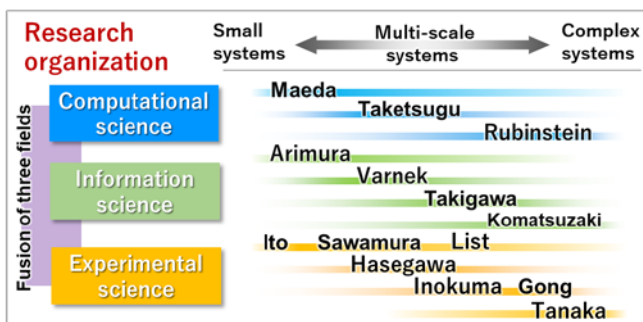 Research
organization
Small
systems
Multi-scale
systems
Complex
systems
Fusion of three fields
Computational
science
Maeda
Taketsugu
Rubinstein
Information
science
Arimura
Varnek
Takigawa
Komatsuzaki
Experimental
science
Ito Sawamura List
Hasegawa
Inokuma Gong
Tanaka